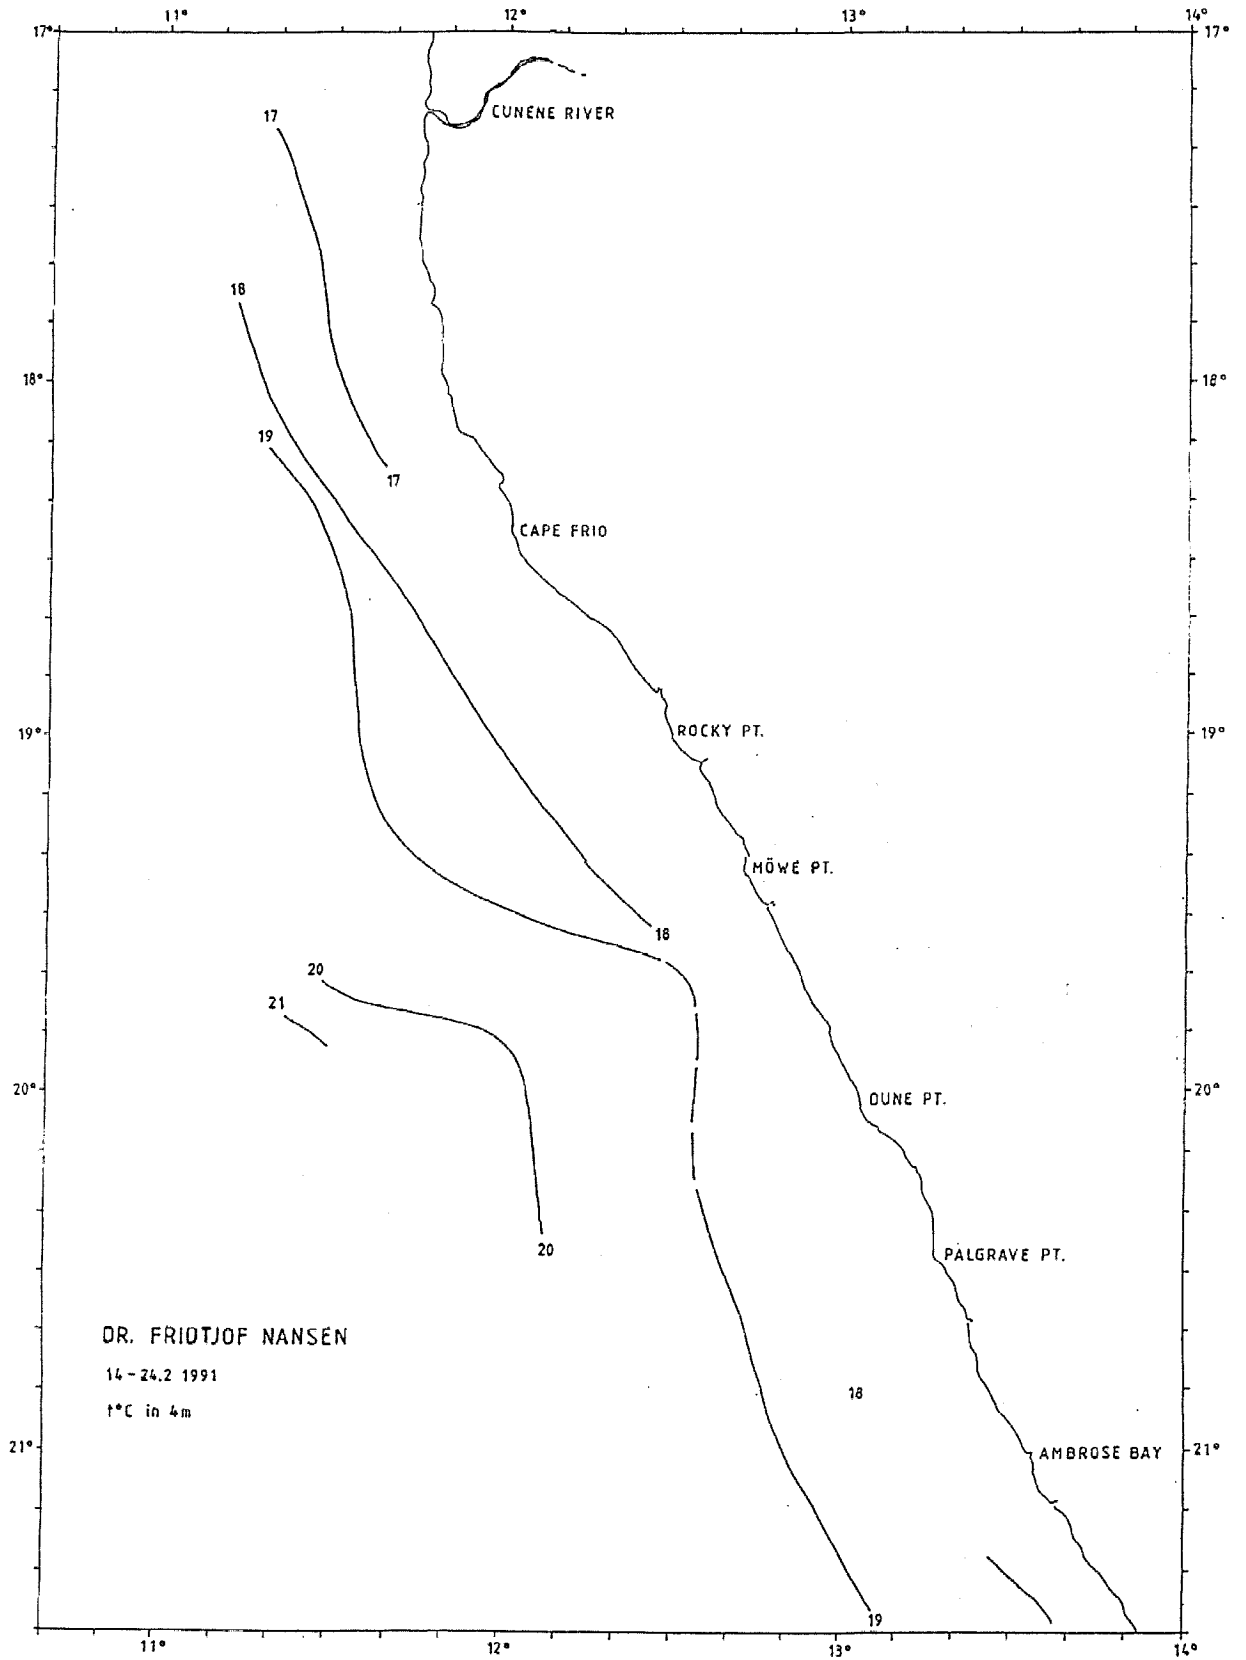 11° 12° 13° 14°
17° 17°
CUNENE RIVER
17
18
18° 18°
19
17
CAPE FRIO
19° ROCKY PT. 19°
MÖWE PT.
18
20
21
20° 20°
DUNE PT.
20
PALGRAVE PT.
DR. FRIDTJOF NANSEN
14-24.2 1991
18
t°C in 4m
21° AMBROSE BAY 21°
19
11° 12° 13° 14°